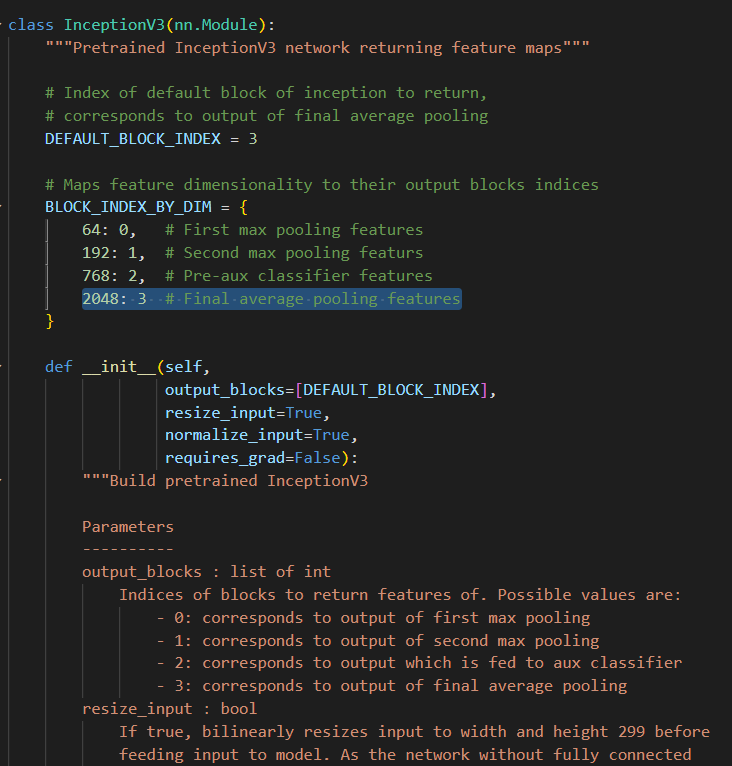 class InceptionV3(nn.Module):
"""Pretrained InceptionV3 network returning feature maps"""
# Index of default block of inception to return,
# corresponds to output of final average pooling
DEFAULT_BLOCK_INDEX = 3
# Maps feature dimensionality to their output blocks indices
BLOCK_INDEX_BY_DIM = {
64: 0,   # First max pooling features
192: 1,  # Second max pooling featurs
768: 2,  # Pre-aux classifier features
2048: 3  # Final average pooling features
}
def __init__(self,
output_blocks=[DEFAULT_BLOCK_INDEX],
resize_input=True,
normalize_input=True,
requires_grad=False):
"""Build pretrained InceptionV3
Parameters
----------
output_blocks : list of int
Indices of blocks to return features of. Possible values are:
- 0: corresponds to output of first max pooling
- 1: corresponds to output of second max pooling
- 2: corresponds to output which is fed to aux classifier
- 3: corresponds to output of final average pooling
resize_input : bool
If true, bilinearly resizes input to width and height 299 before
feeding input to model. As the network without fully connected